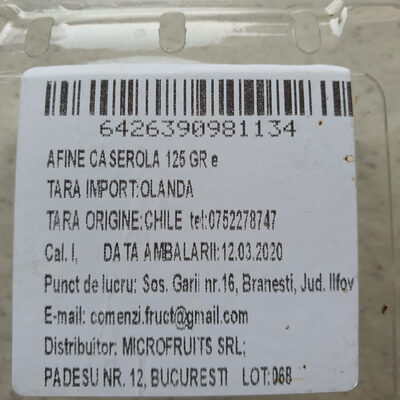 6426390981134
AFINE CASEROLA 125 GR e
TARA IMPORT:OLANDA
TARA ORIGINE:CHILE tel:0752278747
Cal. I, DATA AMBALARII:12.03.2020
Punct de lucru: Sos. Garii nr.16, Branesti, Jud. Ilfov
E-mail: comenzi.fruct@gmail.com
Distribuitor: MICROFRUITS SRL;
PADESU NR. 12, BUCURESTI LOT:068